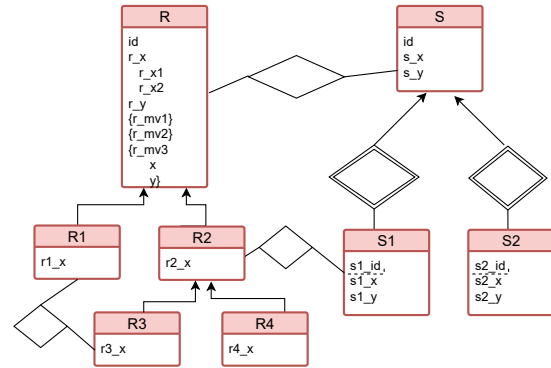 R
id
r_x
r_x1
r_x2
r_y
{r_mv1}
{r_mv2}
{r_mv3
x
y}
S
id
s_x
s_y
R1
r1_x
R2
r2_x
S1
s1_id,
s1_x
s1_y
S2
s2_id,
s2_x
s2_y
R3
r3_x
R4
r4_x